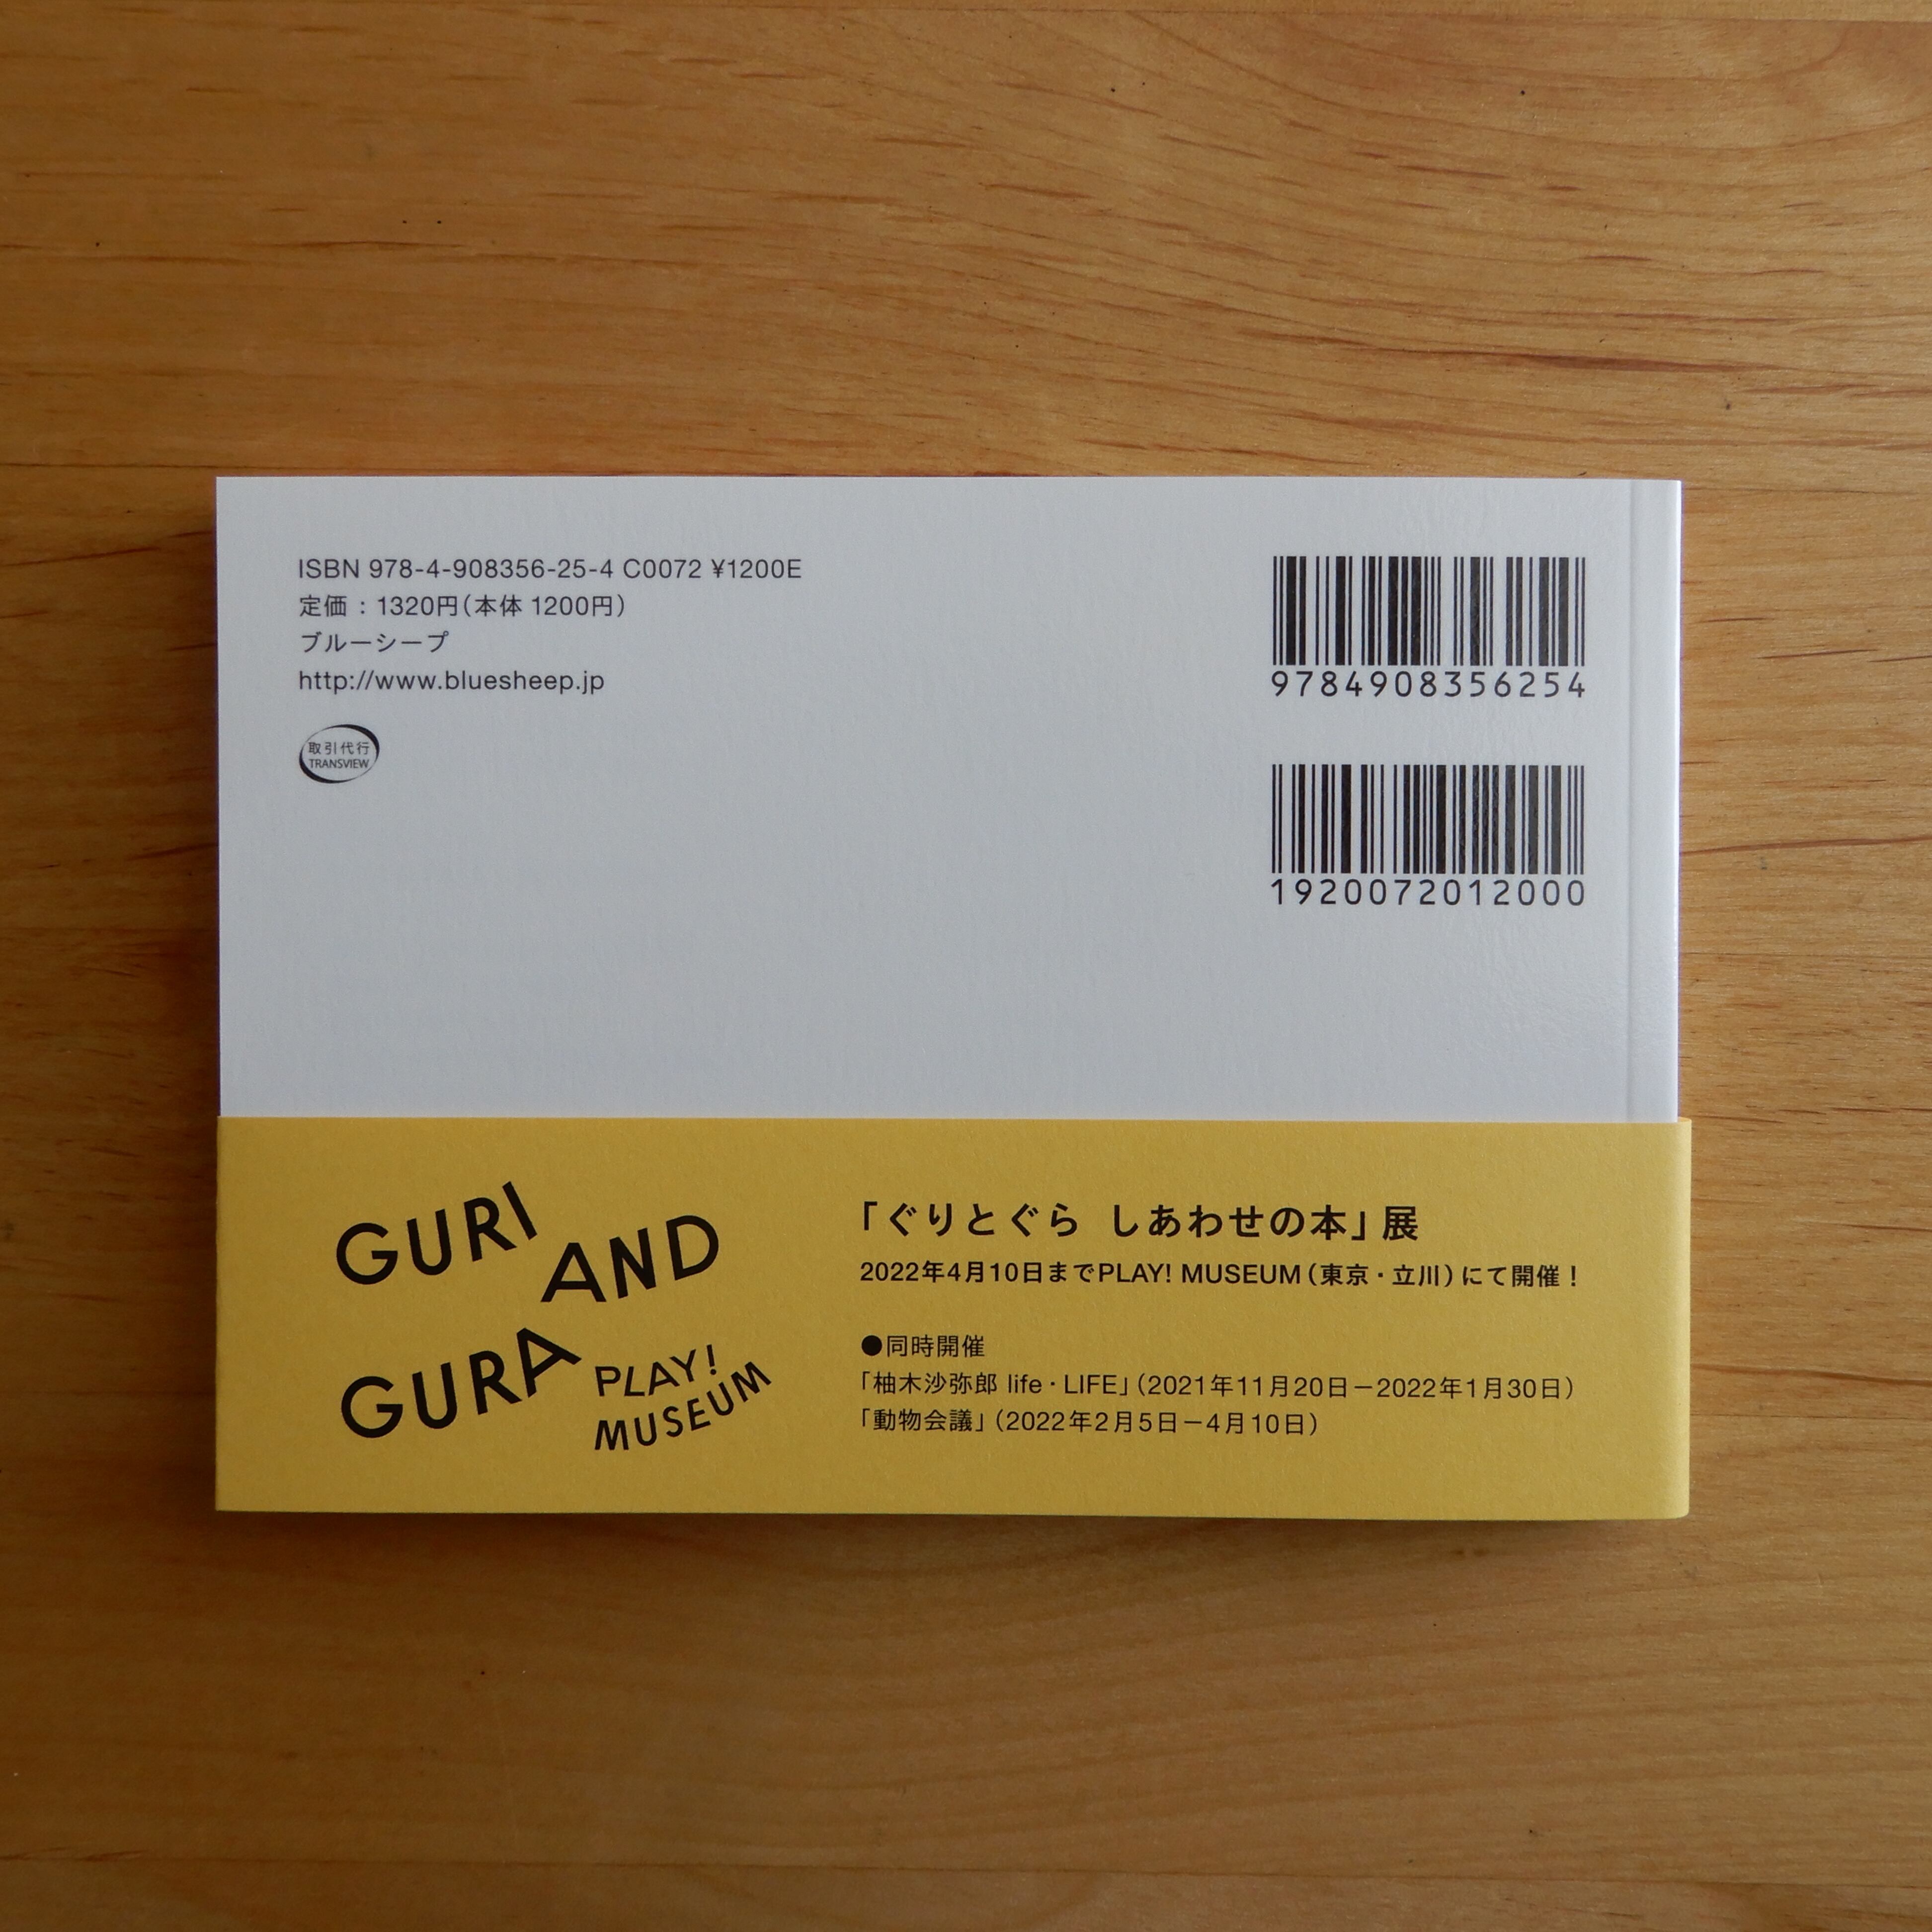 ISBN 978-4-908356-25-4 C0072 ¥1200E
定価：1320円（本体 1200円）
ブルーシープ
http://www.bluesheep.jp
取引代行
TRANSVIEW
9784908356254
1920072012000
GURI
AND
GURA
PLAY!
MUSEUM
「ぐりとぐら しあわせの本」展
2022年4月10日までPLAY! MUSEUM（東京・立川）にて開催！
●同時開催
「柚木沙弥郎 life・LIFE」（2021年11月20日－2022年1月30日）
「動物会議」（2022年2月5日－4月10日）